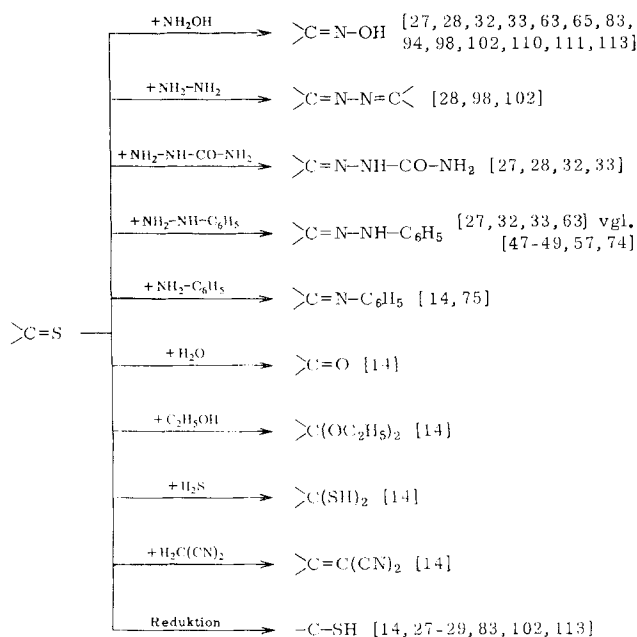 +NH₂OH
>C=N–OH [27, 28, 32, 33, 63, 65, 83,
94, 98, 102, 110, 111, 113]
+NH₂–NH₂
>C=N–N=C< [28, 98, 102]
+NH₂–NH–CO–NH₂
>C=N–NH–CO–NH₂ [27, 28, 32, 33]
+NH₂–NH–C₆H₅
>C=N–NH–C₆H₅ [27, 32, 33, 63] vgl.
[47-49, 57, 74]
+NH₂–C₆H₅
>C=N–C₆H₅ [14, 75]
>C=S
+H₂O
>C=O [14]
+C₂H₅OH
>C(OC₂H₅)₂ [14]
+H₂S
>C(SH)₂ [14]
+H₂C(CN)₂
>C=C(CN)₂ [14]
Reduktion
–C–SH [14, 27-29, 83, 102, 113]